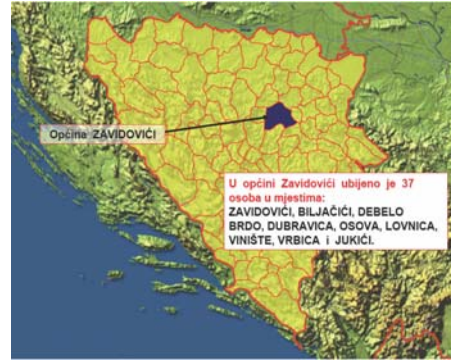 Općina ZAVIDOVIĆI
U općini Zavidovići ubijeno je 37
osoba u mjestima:
ZAVIDOVIĆI, BILJAČIĆI, DEBELO
BRDO, DUBRAVICA, OSOVA, LOVNICA,
VINIŠTE, VRBICA i JUKIĆI.